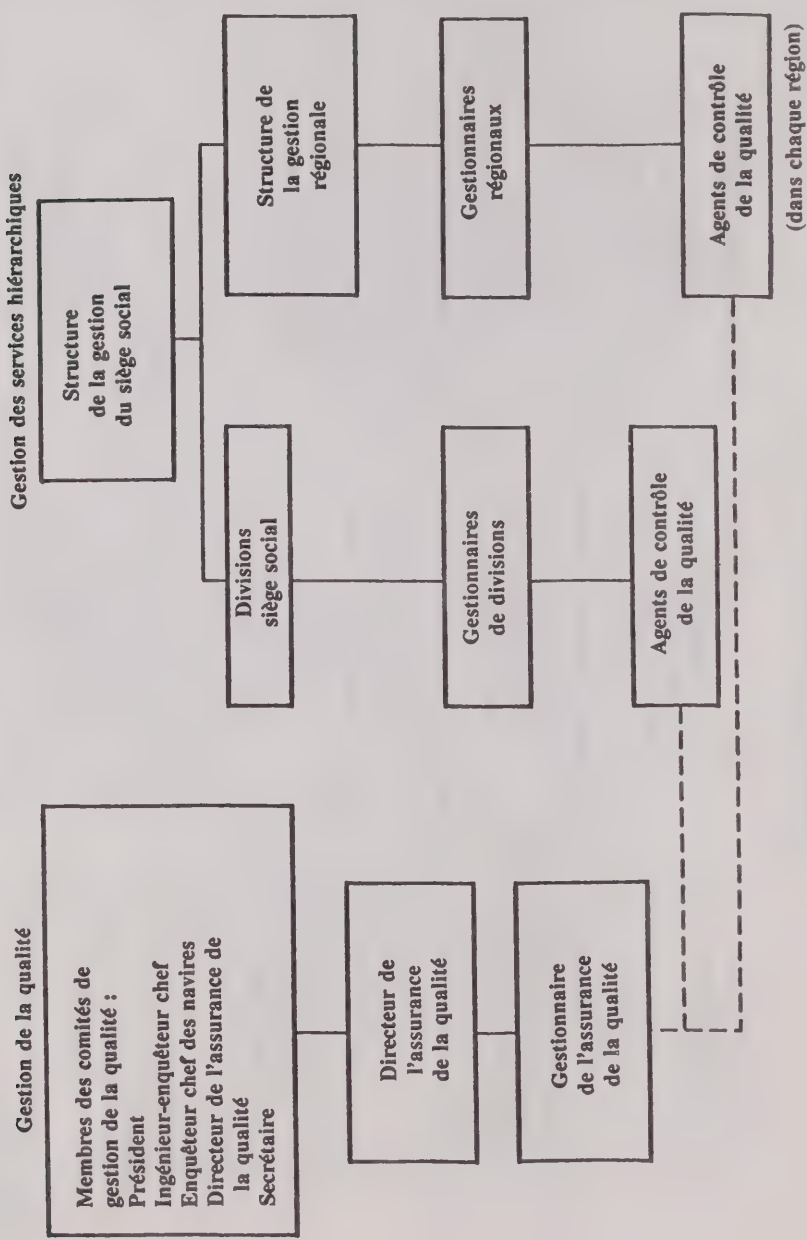 Gestion de la qualité
Membres des comités de
gestion de la qualité :
Président
Ingénieur-enquêteur chef
Enquêteur chef des navires
Directeur de l'assurance de
la qualité
Secrétaire
Directeur de
l'assurance
de la qualité
Gestionnaire
de l'assurance
de la qualité
Gestion des services hiérarchiques
Structure
de la gestion
du siège social
Divisions
siège social
Gestionnaires
de divisions
Agents de contrôle
de la qualité
Structure de
la gestion
régionale
Gestionnaires
régionaux
Agents de contrôle
de la qualité
(dans chaque région)